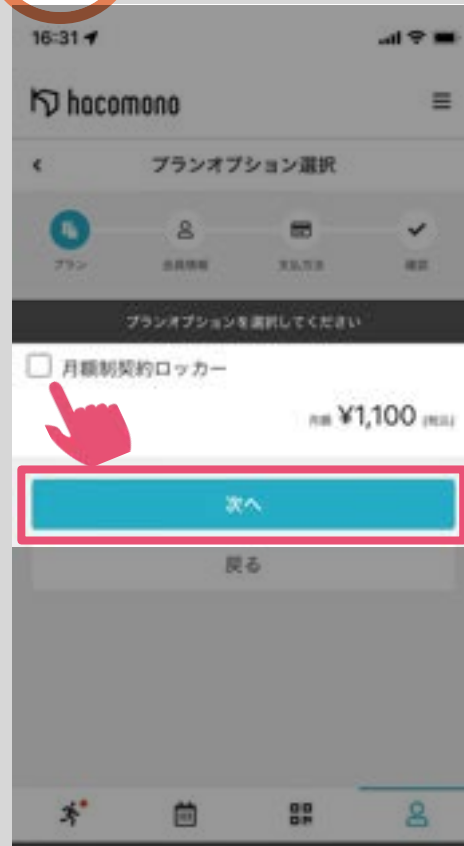 16:31
hacomono
プランオプション選択
プラン
会員情報
支払方法
確認
プランオプションを選択してください
月額制契約ロッカー
月額 ¥1,100 (税込)
次へ
戻る